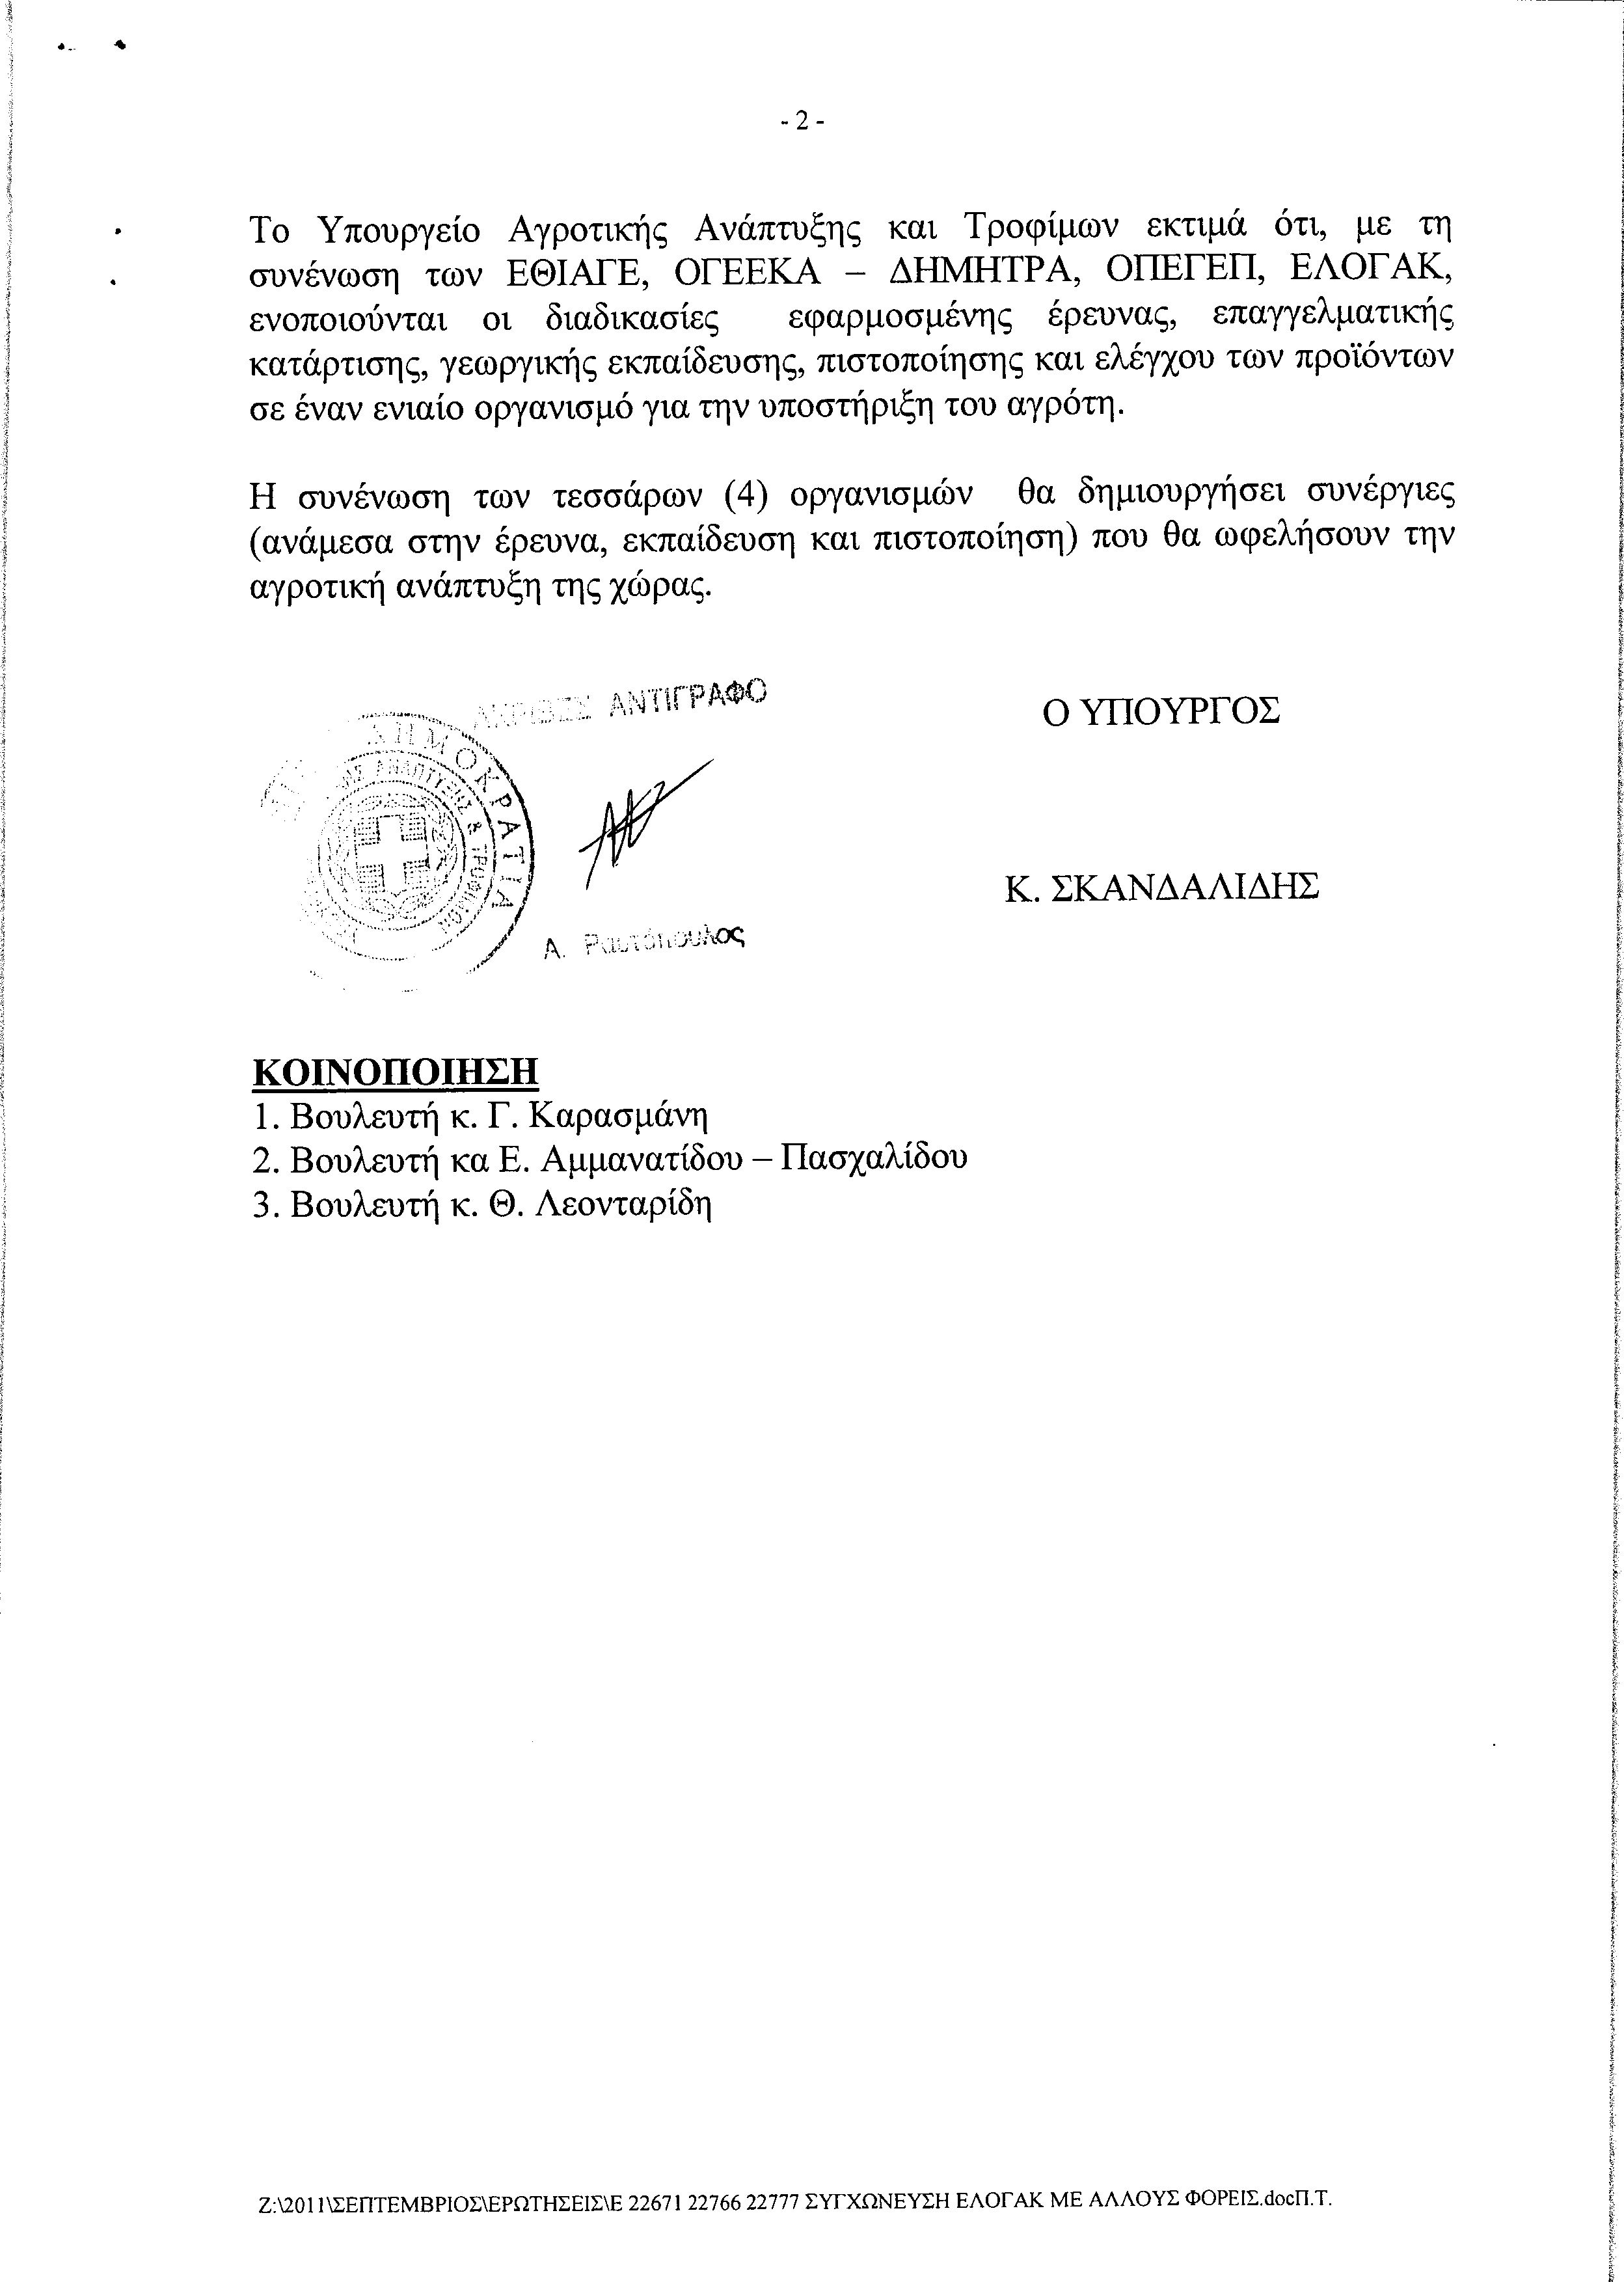 - 2 -
Το Υπουργείο Αγροτικής Ανάπτυξης και Τροφίμων εκτιμά ότι, με τη
συνένωση των ΕΘΙΑΓΕ, ΟΓΕΕΚΑ – ΔΗΜΗΤΡΑ, ΟΠΕΓΕΠ, ΕΛΟΓΑΚ,
ενοποιούνται οι διαδικασίες εφαρμοσμένης έρευνας, επαγγελματικής
κατάρτισης, γεωργικής εκπαίδευσης, πιστοποίησης και ελέγχου των προϊόντων
σε έναν ενιαίο οργανισμό για την υποστήριξη του αγρότη.
Η συνένωση των τεσσάρων (4) οργανισμών θα δημιουργήσει συνέργιες
(ανάμεσα στην έρευνα, εκπαίδευση και πιστοποίηση) που θα ωφελήσουν την
αγροτική ανάπτυξη της χώρας.
ΑΚΡΙΒΕΣ ΑΝΤΙΓΡΑΦΟ
Ο ΥΠΟΥΡΓΟΣ
ΔΗΜΟΚΡΑΤΙΑ
ΑΝΑΠΤΥΞΗΣ & ΤΡΟΦΙΜΩΝ
Κ. ΣΚΑΝΔΑΛΙΔΗΣ
Α.
ΚΟΙΝΟΠΟΙΗΣΗ
1. Βουλευτή κ. Γ. Καρασμάνη
2. Βουλευτή κα Ε. Αμμανατίδου – Πασχαλίδου
3. Βουλευτή κ. Θ. Λεονταρίδη
Z:\2011\ΣΕΠΤΕΜΒΡΙΟΣ\ΕΡΩΤΗΣΕΙΣ\Ε 22671 22766 22777 ΣΥΓΧΩΝΕΥΣΗ ΕΛΟΓΑΚ ΜΕ ΑΛΛΟΥΣ ΦΟΡΕΙΣ.docΠ.Τ.